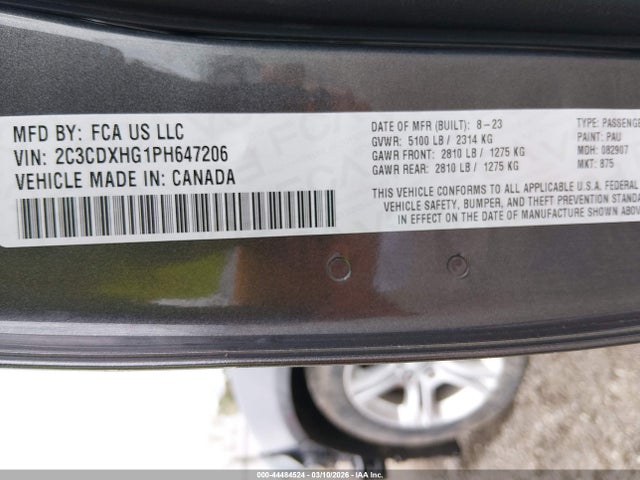 MFD BY: FCA US LLC
VIN: 2C3CDXHG1PH647206
VEHICLE MADE IN: CANADA
DATE OF MFR (BUILT): 8-23
GVWR: 5100 LB / 2314 KG
GAWR FRONT: 2810 LB / 1275 KG
GAWR REAR: 2810 LB / 1275 KG
TYPE: PASSENGE
PAINT: PAU
MDH: 082907
MKT: 875
THIS VEHICLE CONFORMS TO ALL APPLICABLE U.S.A. FEDERAL
VEHICLE SAFETY, BUMPER, AND THEFT PREVENTION STANDA
IN EFFECT ON THE DATE OF MANUFACTURE SHOWN ABOV
000-44484524 | 03/10/2026 | IAA Inc.